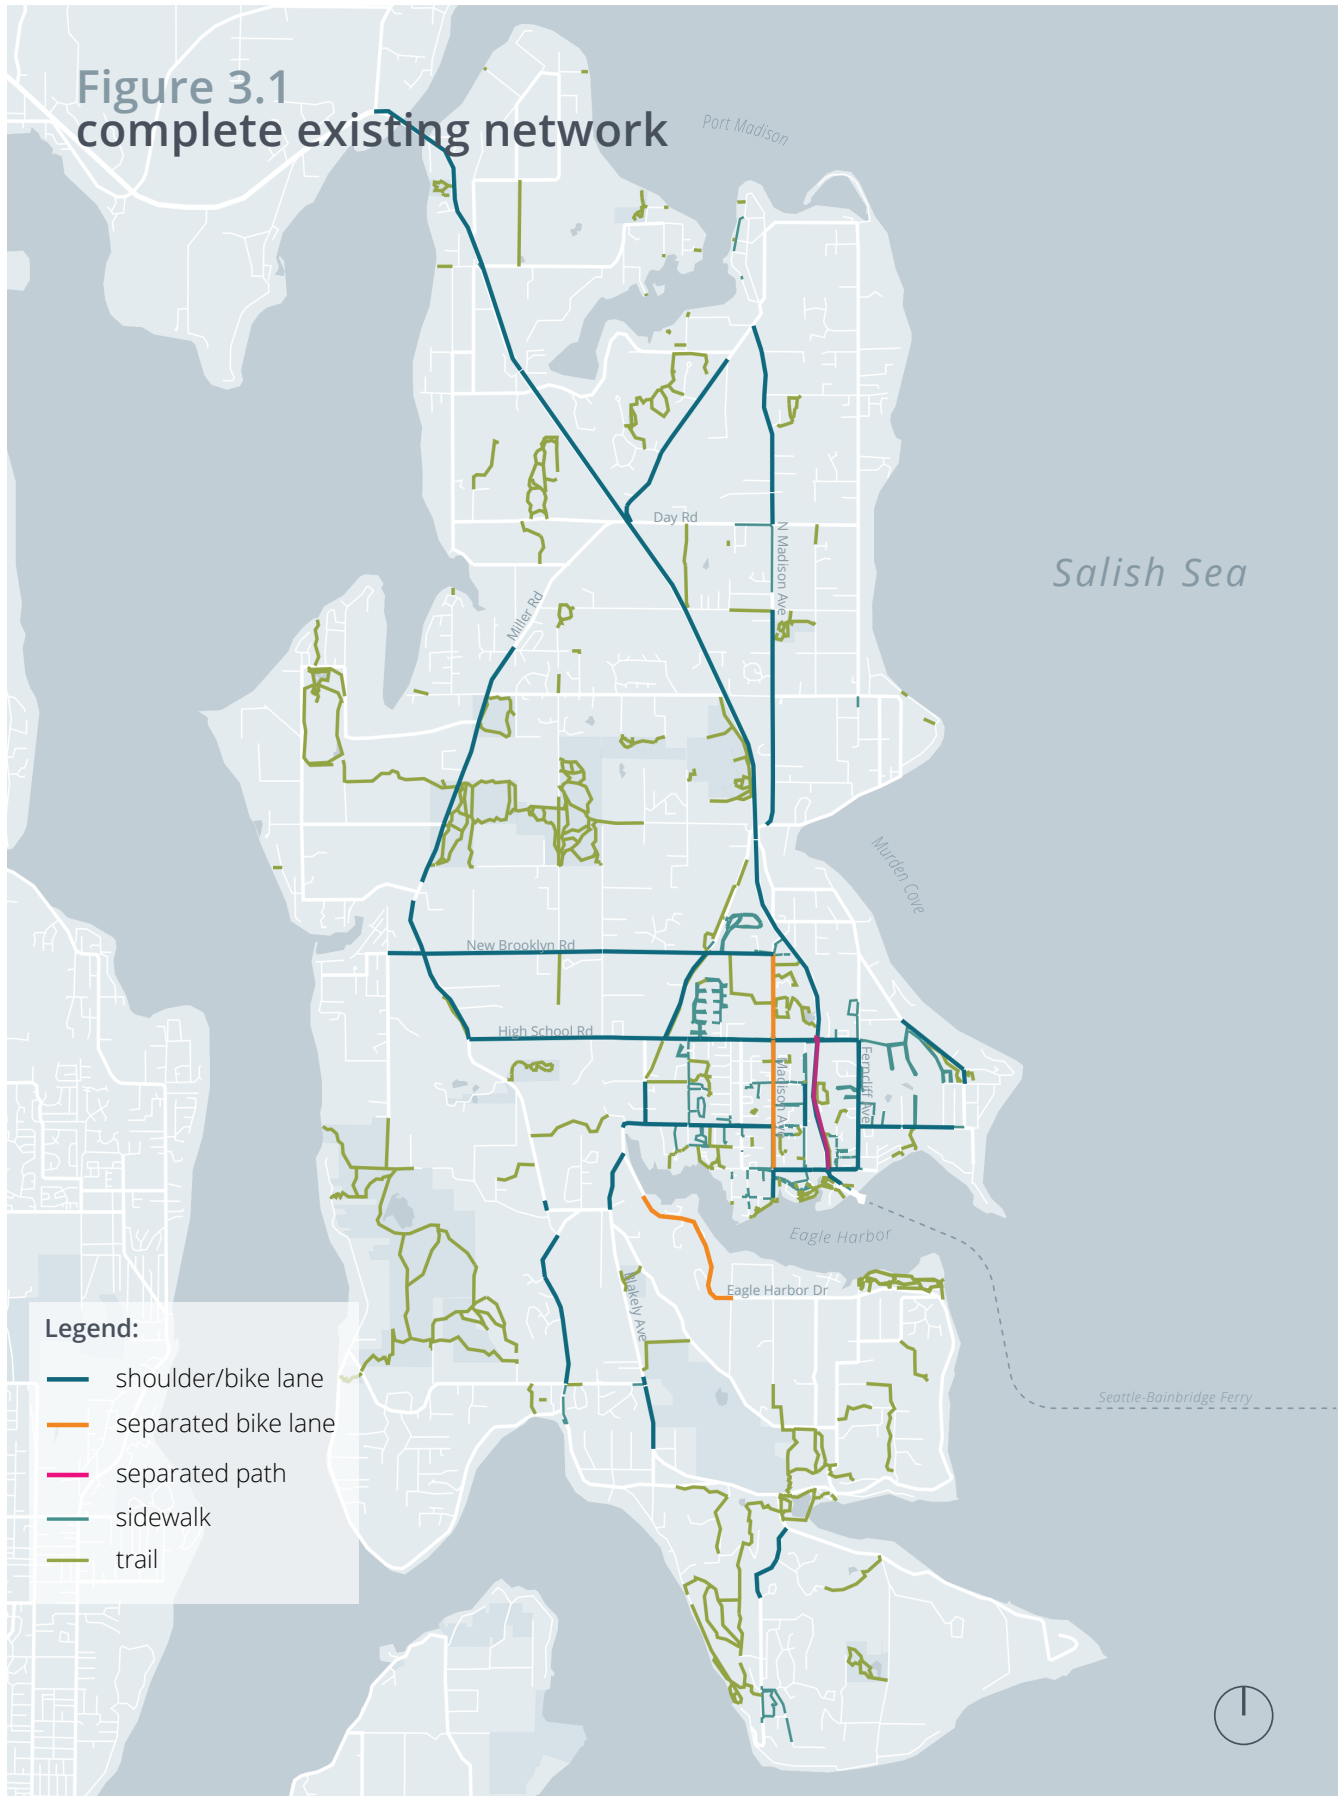 Figure 3.1
complete existing network
Port Madison
Day Rd
N Madison Ave
Salish Sea
Miller Rd
Murden Cove
New Brooklyn Rd
High School Rd
Madison Ave
Ferncliff Ave
Eagle Harbor
Eagle Harbor Dr
Blakely Ave
Seattle-Bainbridge Ferry
Legend:
shoulder/bike lane
separated bike lane
separated path
sidewalk
trail